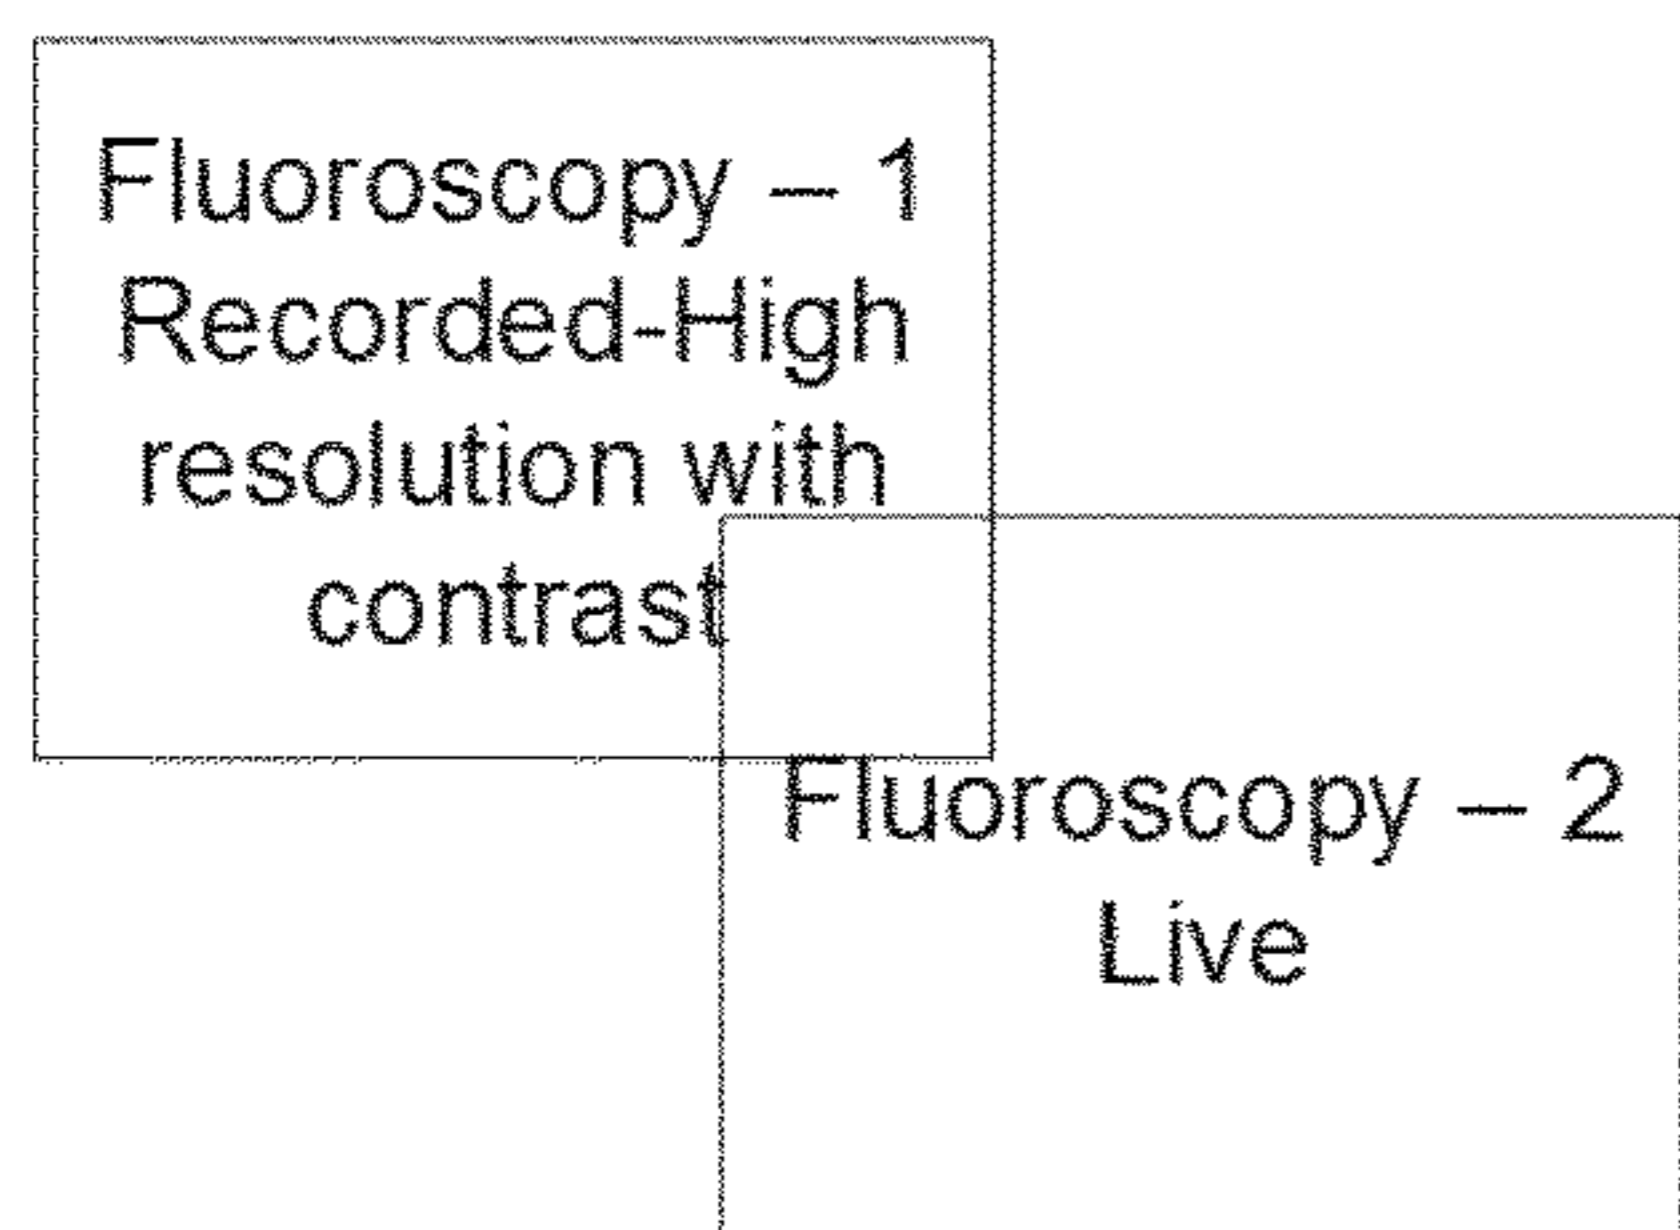 Fluoroscopy – 1
Recorded-High
resolution with
contrast
Fluoroscopy – 2
Live